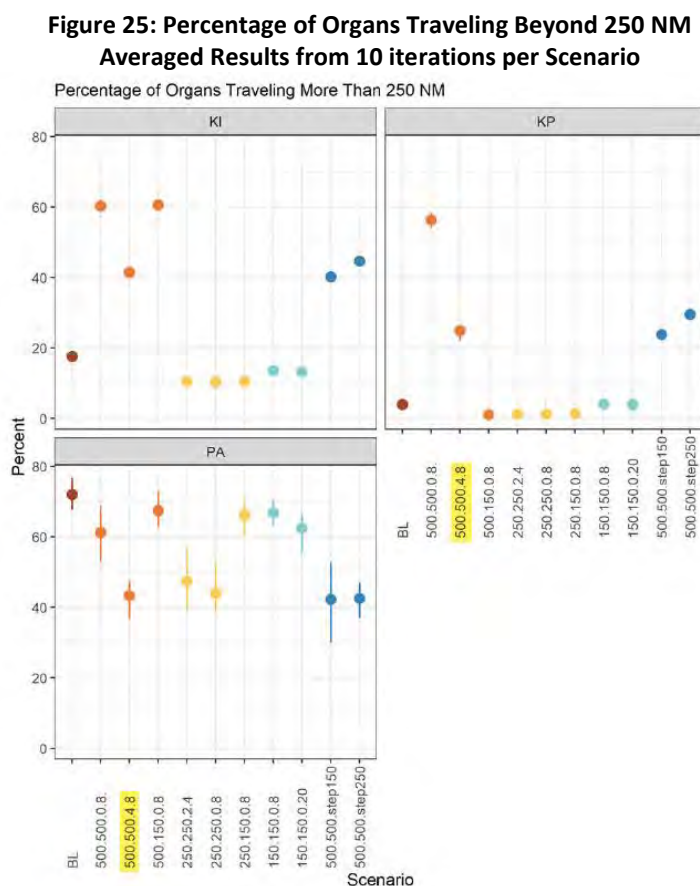 Figure 25: Percentage of Organs Traveling Beyond 250 NM
Averaged Results from 10 iterations per Scenario
Percentage of Organs Traveling More Than 250 NM
KI
KP
80
60
40
20
0
Percent
PA
80
60
40
20
0
BL
500.500.0.8.
500.500.4.8
500.150.0.8
250.250.2.4
250.250.0.8
250.150.0.8
150.150.0.8
150.150.0.20
500.500.step150
500.500.step250
BL
500.500.0.8.
500.500.4.8
500.150.0.8
250.250.2.4
250.250.0.8
250.150.0.8
150.150.0.8
150.150.0.20
500.500.step150
500.500.step250
Scenario